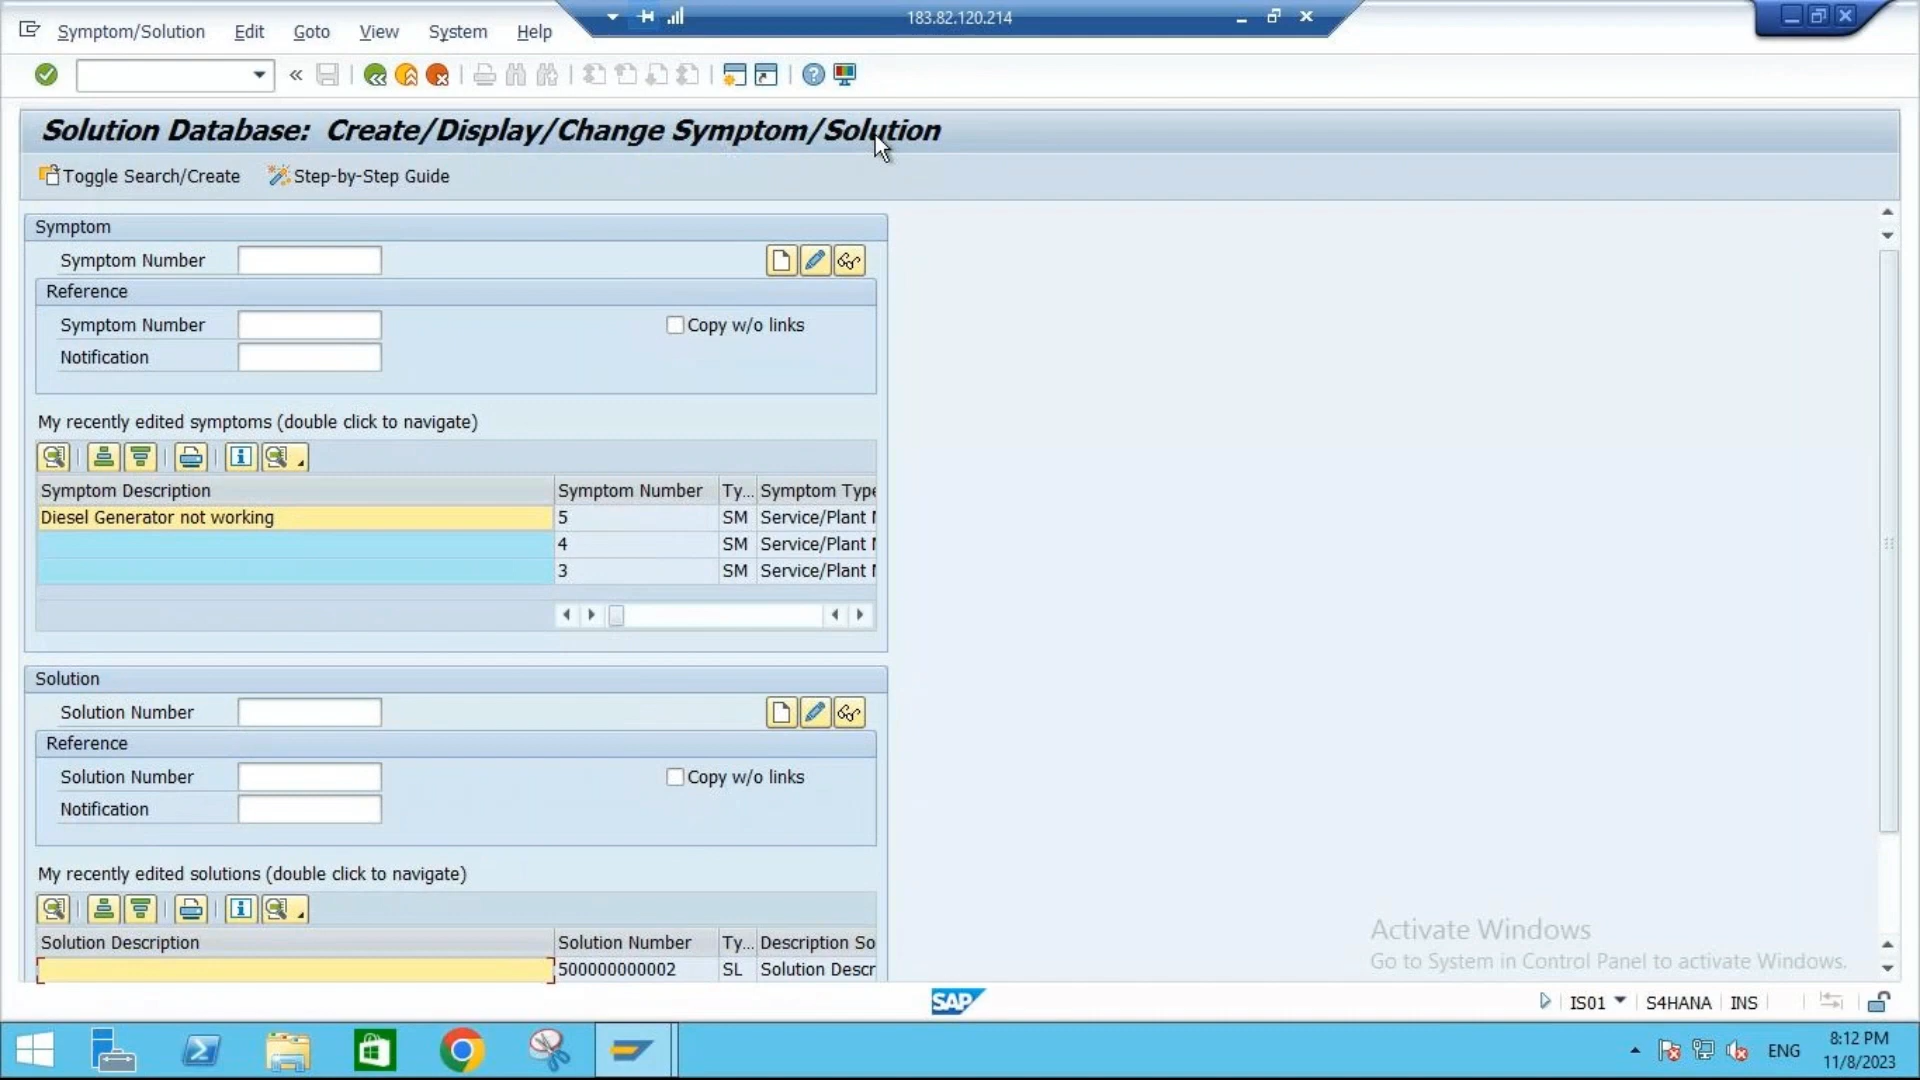 183.82.120.214
Symptom/Solution Edit Goto View System Help
Solution Database: Create/Display/Change Symptom/Solution
Toggle Search/Create Step-by-Step Guide
Symptom
Symptom Number
Reference
Symptom Number Copy w/o links
Notification
My recently edited symptoms (double click to navigate)
Symptom Description Symptom Number Ty... Symptom Type
Diesel Generator not working 5 SM Service/Plant
4 SM Service/Plant
3 SM Service/Plant
Solution
Solution Number
Reference
Solution Number Copy w/o links
Notification
My recently edited solutions (double click to navigate)
Solution Description Solution Number Ty... Description So
500000000002 SL Solution Descr
Activate Windows
Go to System in Control Panel to activate Windows.
SAP
IS01 S4HANA INS
ENG
8:12 PM
11/8/2023